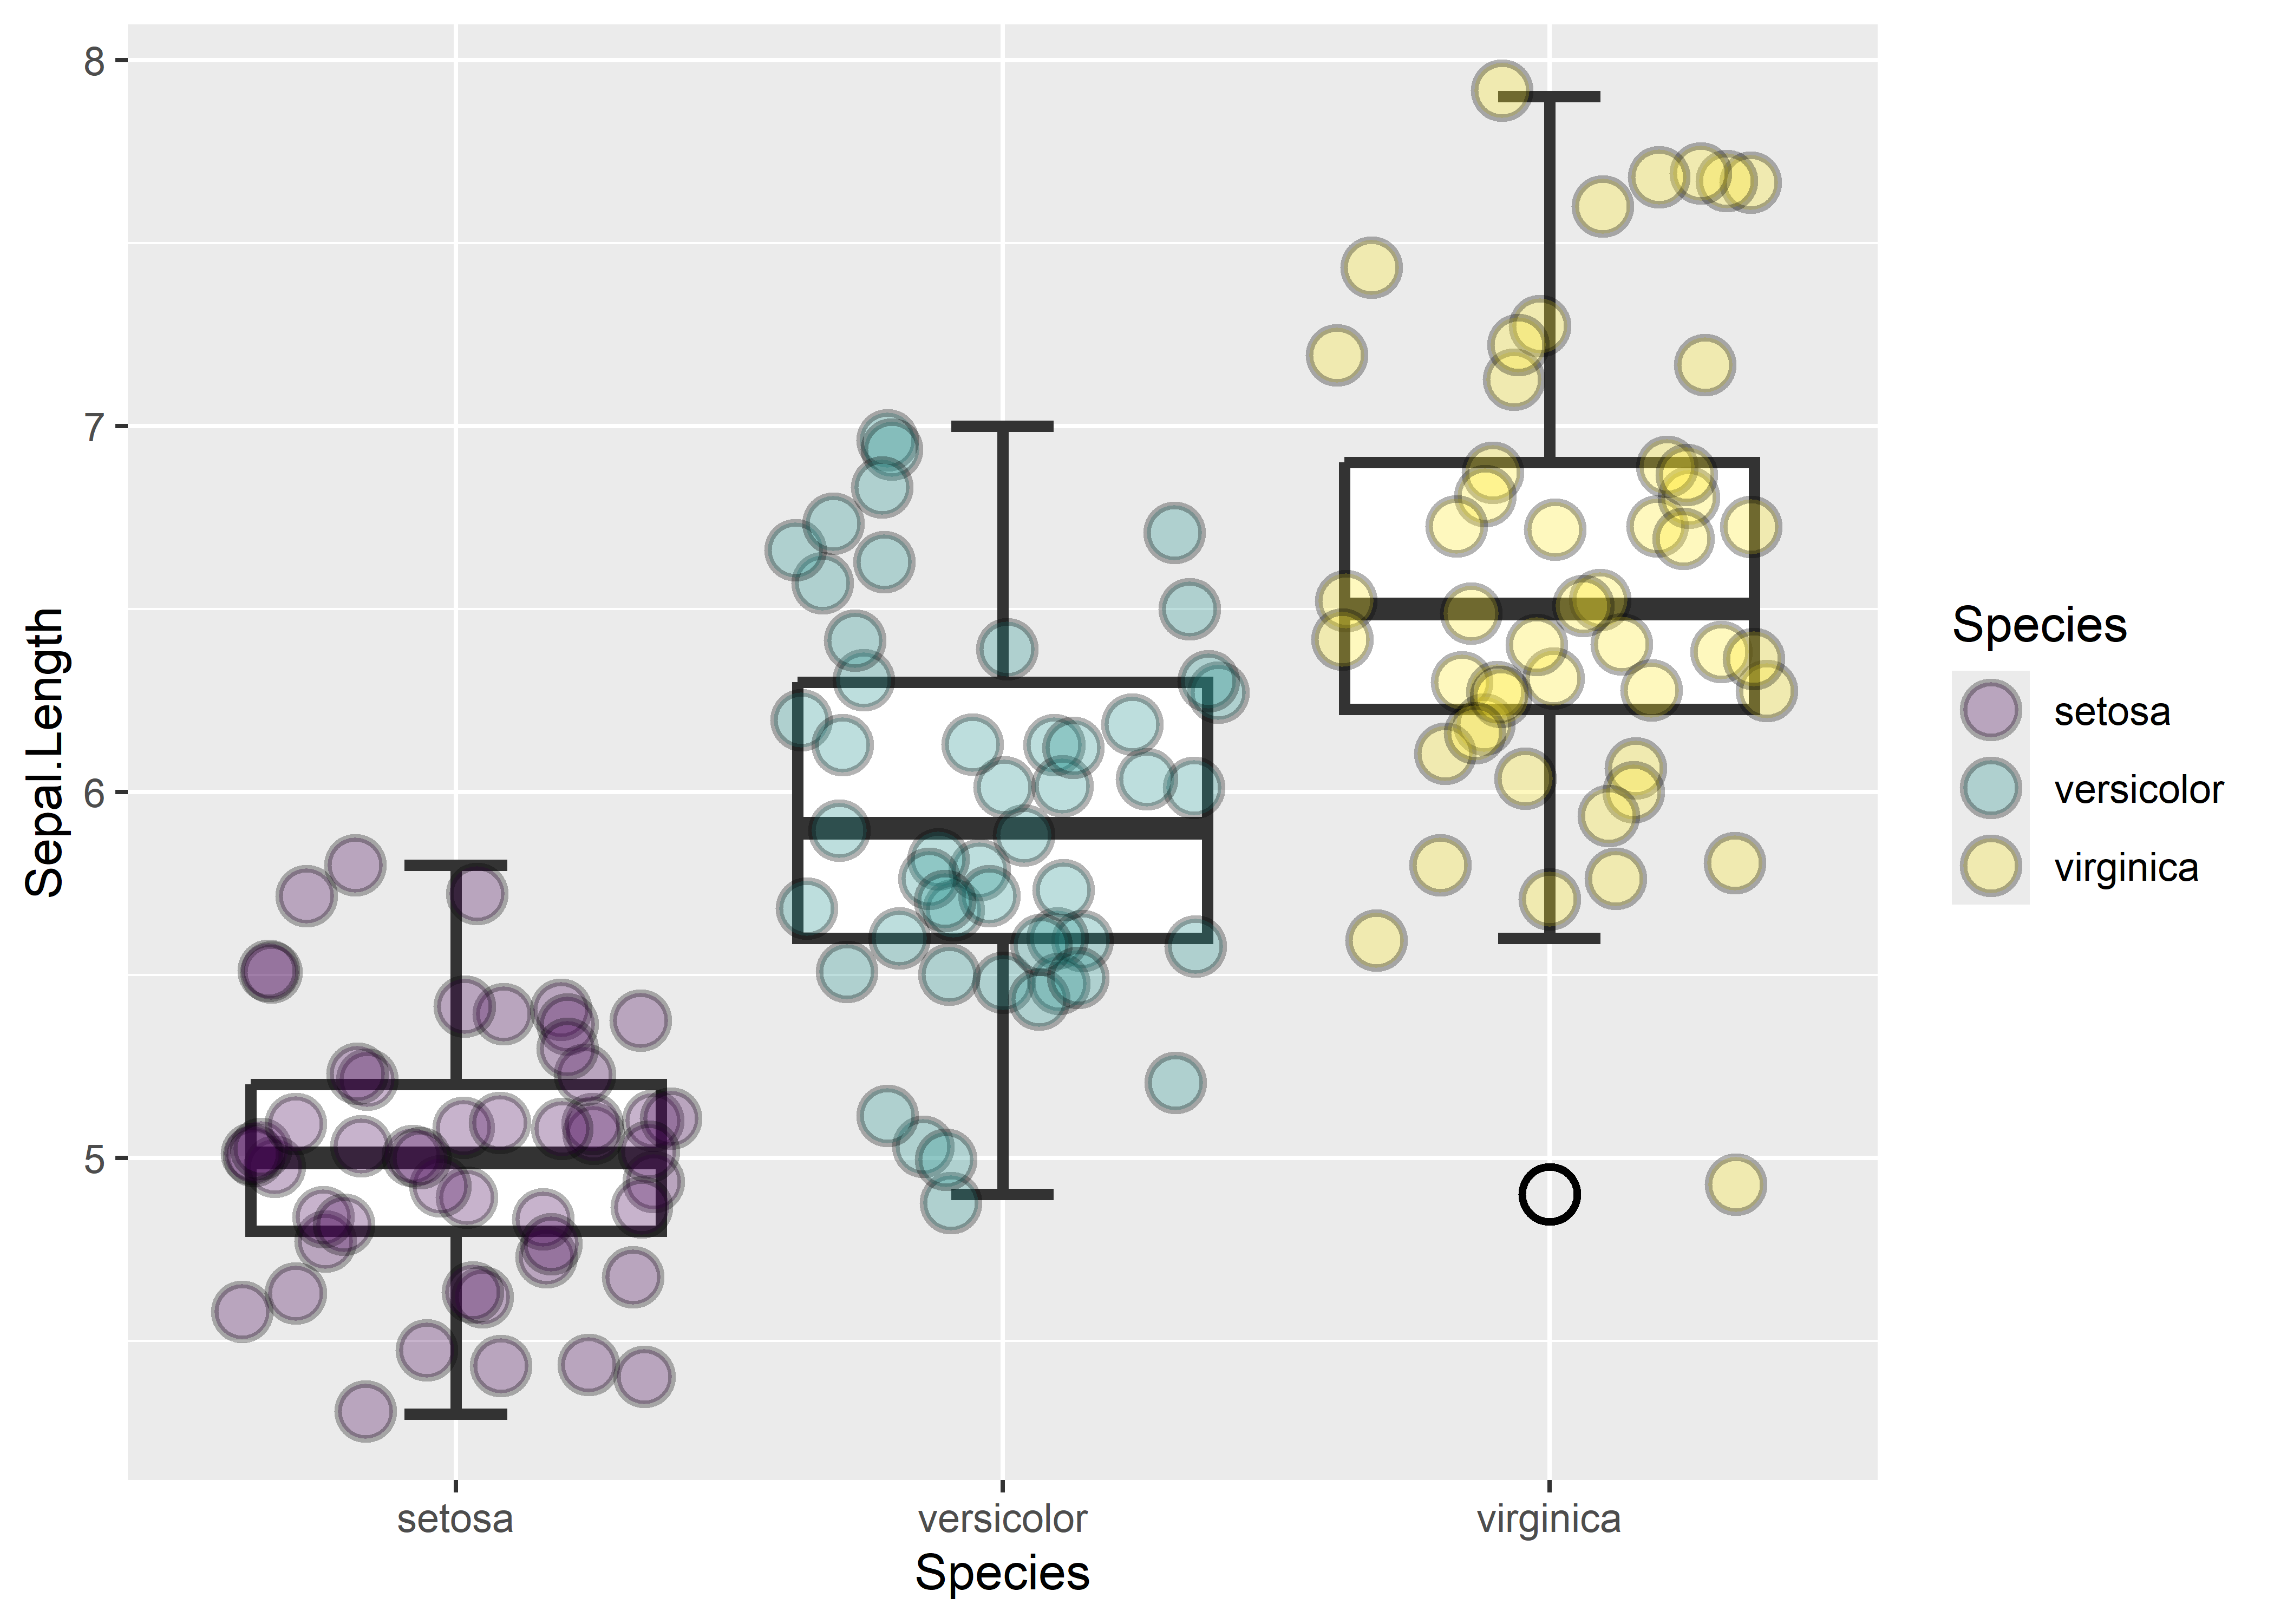 8
7
6
5
Sepal.Length
setosa
versicolor
virginica
Species
Species
setosa
versicolor
virginica